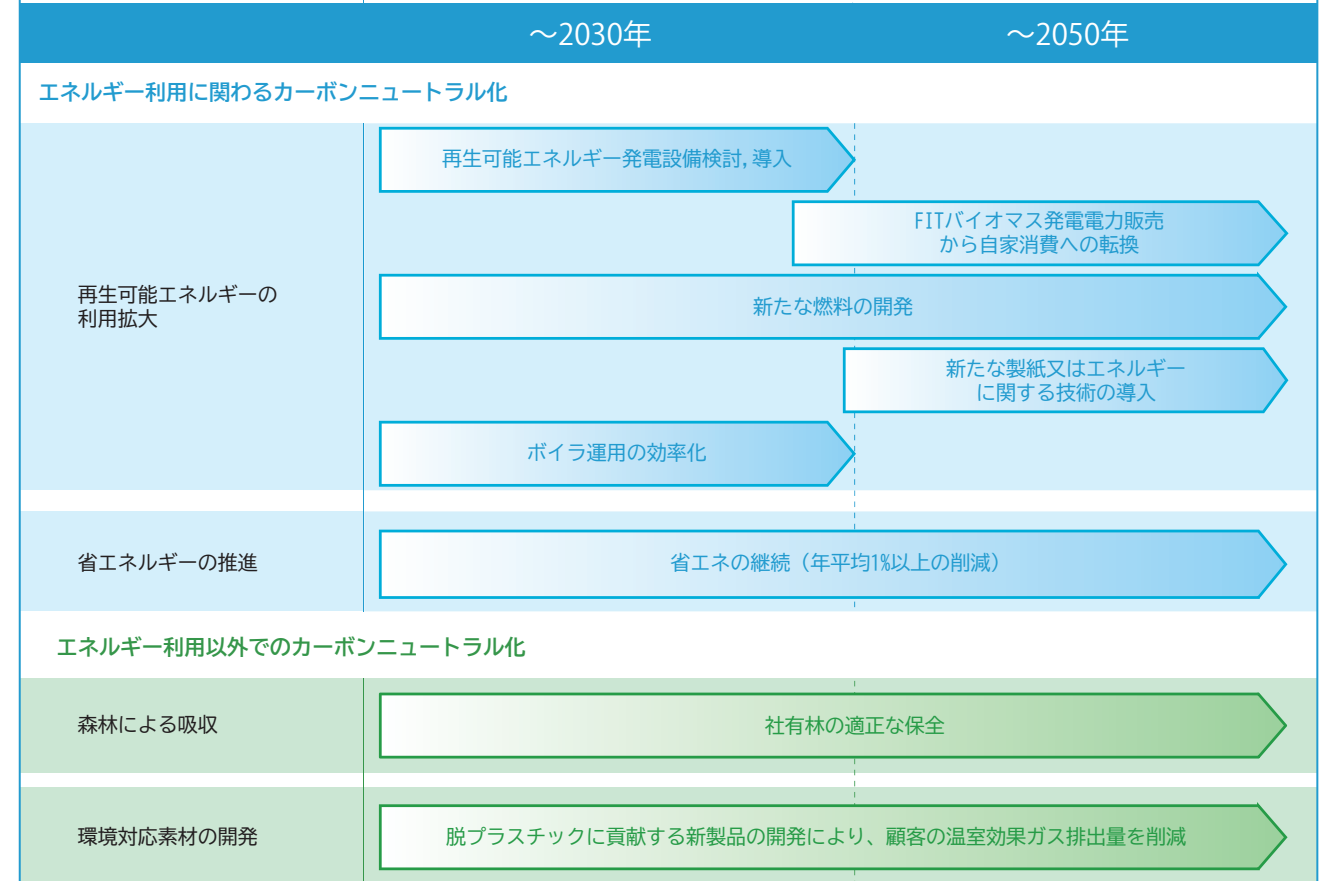 ～2030年
～2050年
エネルギー利用に関わるカーボンニュートラル化
再生可能エネルギーの
利用拡大
再生可能エネルギー発電設備検討,導入
FITバイオマス発電電力販売
から自家消費への転換
新たな燃料の開発
新たな製紙又はエネルギー
に関する技術の導入
ボイラ運用の効率化
省エネルギーの推進
省エネの継続（年平均1%以上の削減）
エネルギー利用以外でのカーボンニュートラル化
森林による吸収
社有林の適正な保全
環境対応素材の開発
脱プラスチックに貢献する新製品の開発により、顧客の温室効果ガス排出量を削減